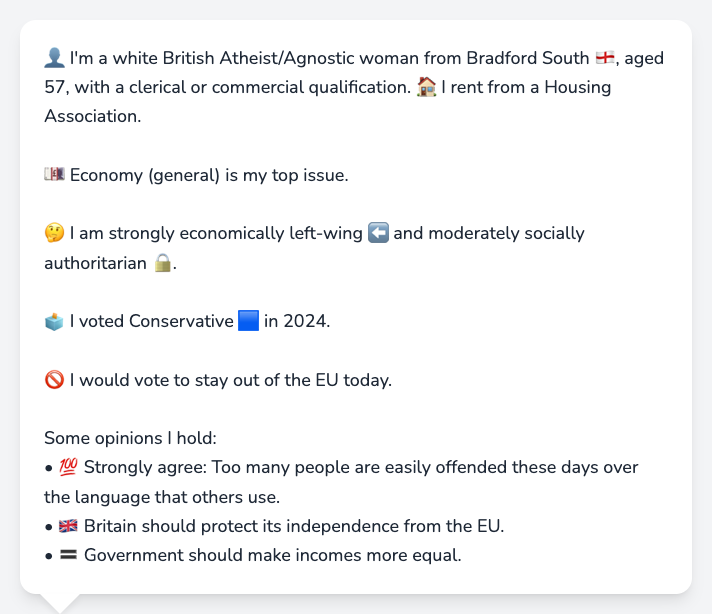 👤 I'm a white British Atheist/Agnostic woman from Bradford South 🏴󠁧󠁢󠁥󠁮󠁧󠁿, aged
57, with a clerical or commercial qualification. 🏠 I rent from a Housing
Association.
💷 Economy (general) is my top issue.
🤔 I am strongly economically left-wing ⬅️ and moderately socially
authoritarian 🔒.
🗳️ I voted Conservative 🟦 in 2024.
🚫 I would vote to stay out of the EU today.
Some opinions I hold:
• 💯 Strongly agree: Too many people are easily offended these days over
the language that others use.
• 🇬🇧 Britain should protect its independence from the EU.
• 🟰 Government should make incomes more equal.